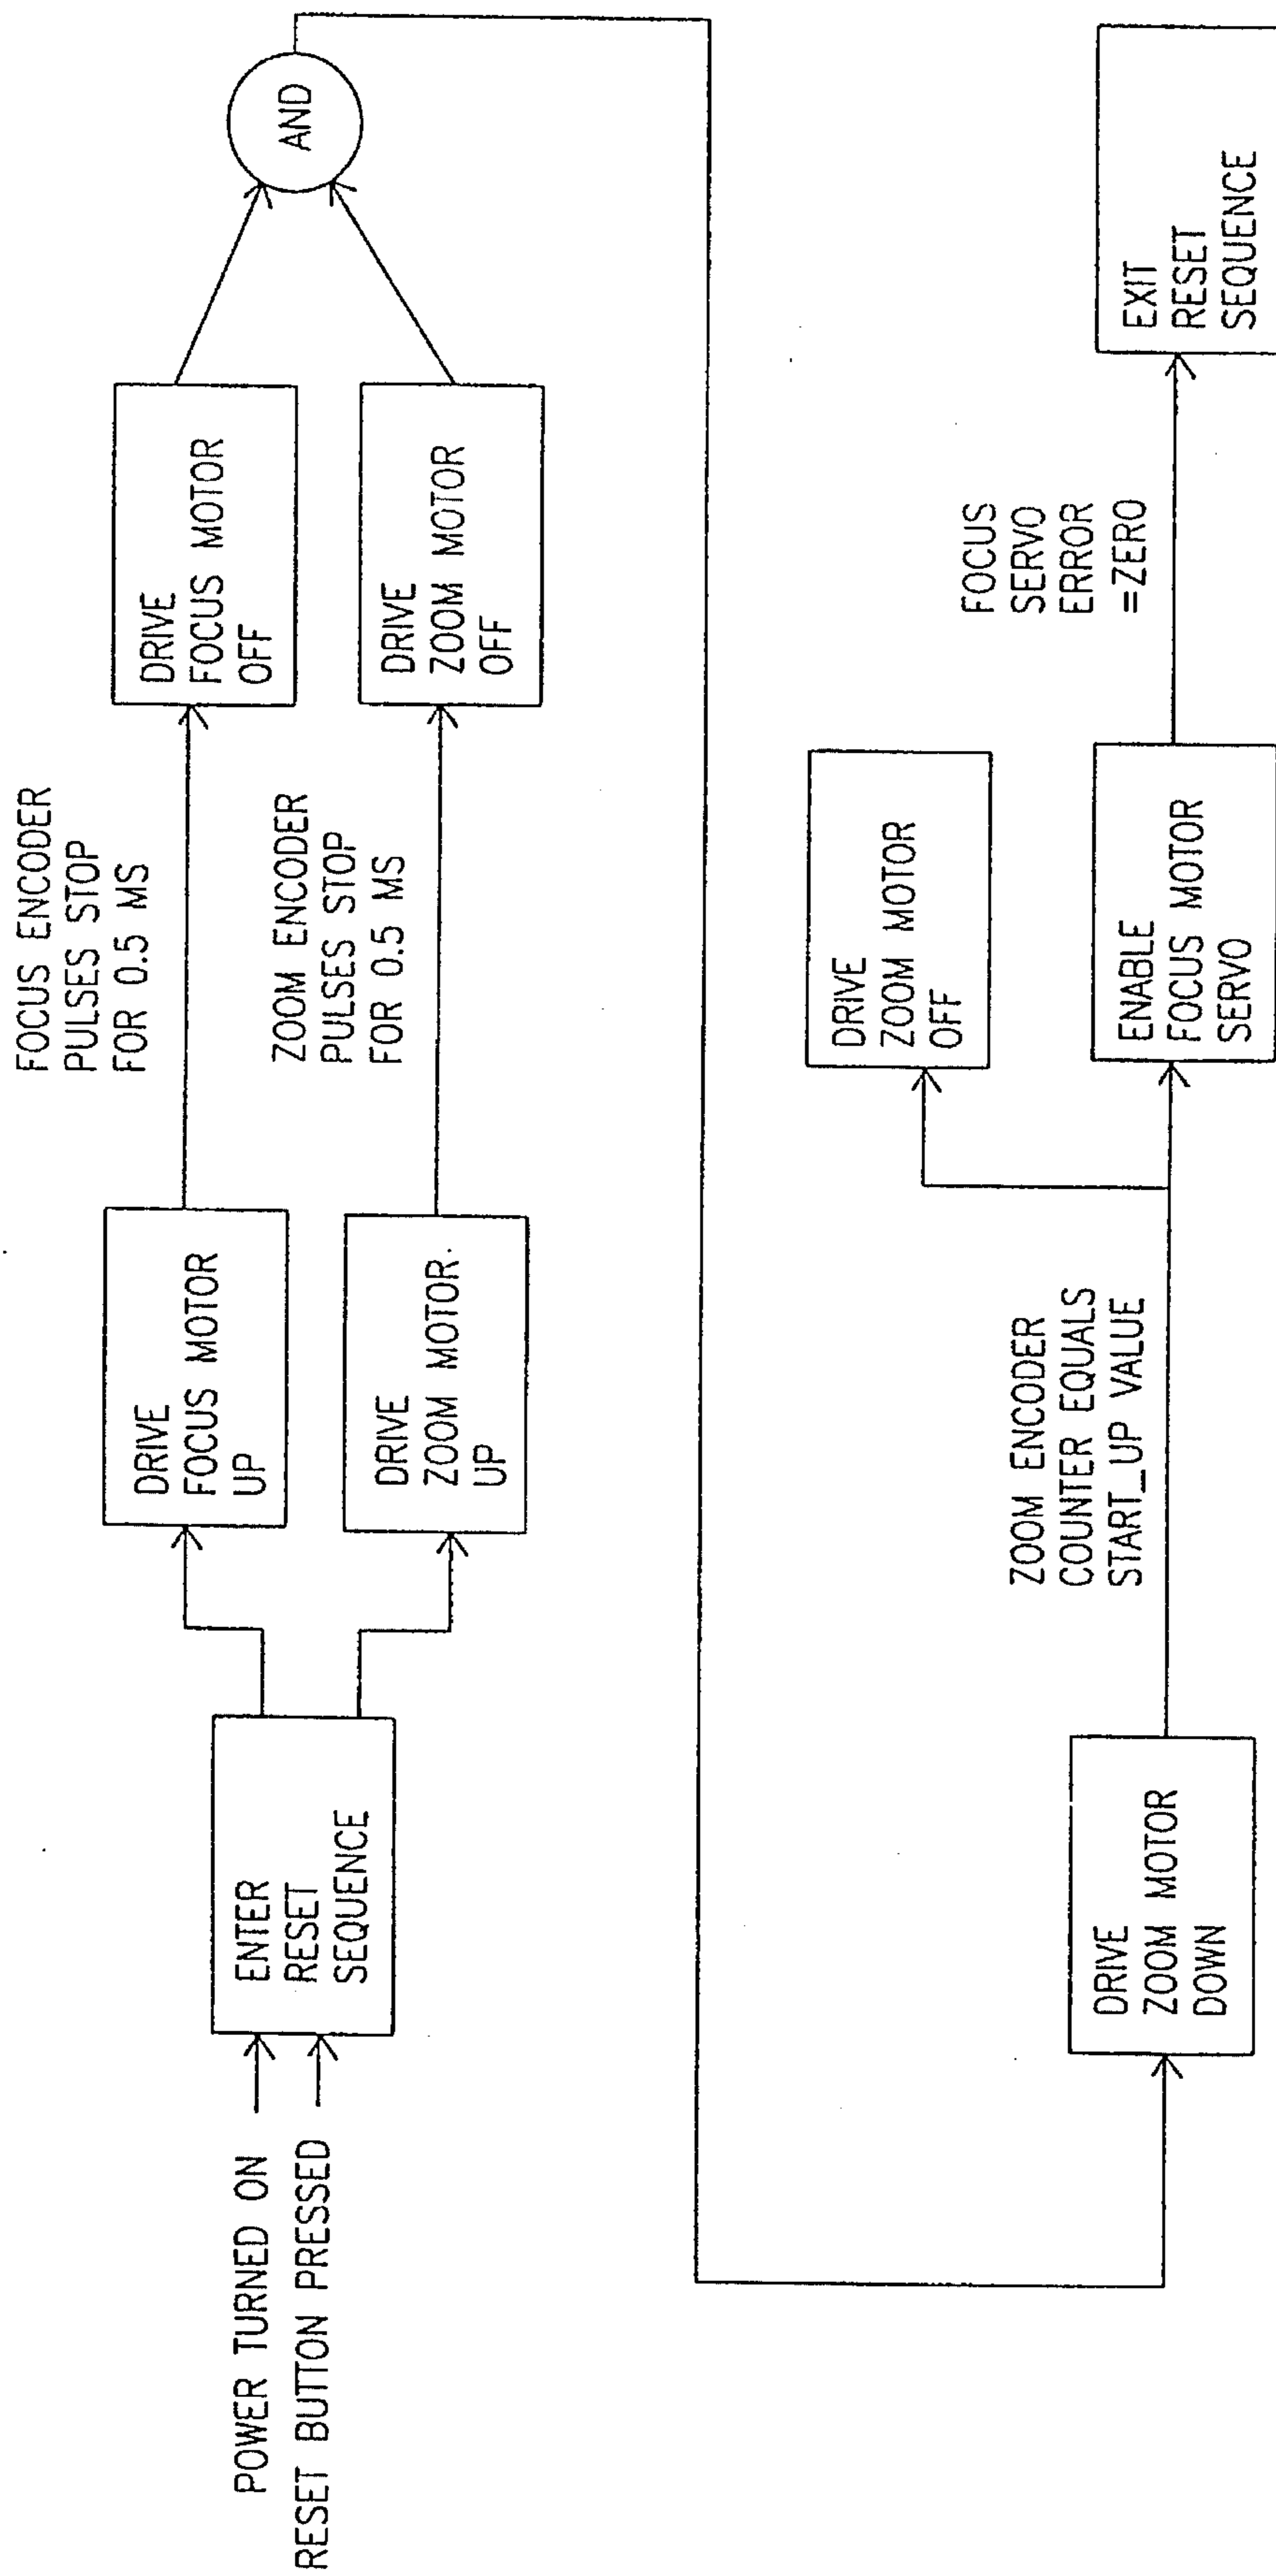 POWER TURNED ON
RESET BUTTON PRESSED
ENTER
RESET
SEQUENCE
DRIVE
FOCUS MOTOR
UP
DRIVE
ZOOM MOTOR
UP
FOCUS ENCODER
PULSES STOP
FOR 0.5 MS
ZOOM ENCODER
PULSES STOP
FOR 0.5 MS
DRIVE
FOCUS MOTOR
OFF
DRIVE
ZOOM MOTOR
OFF
AND
DRIVE
ZOOM MOTOR
DOWN
ZOOM ENCODER
COUNTER EQUALS
START_UP VALUE
DRIVE
ZOOM MOTOR
OFF
ENABLE
FOCUS MOTOR
SERVO
FOCUS
SERVO
ERROR
=ZERO
EXIT
RESET
SEQUENCE